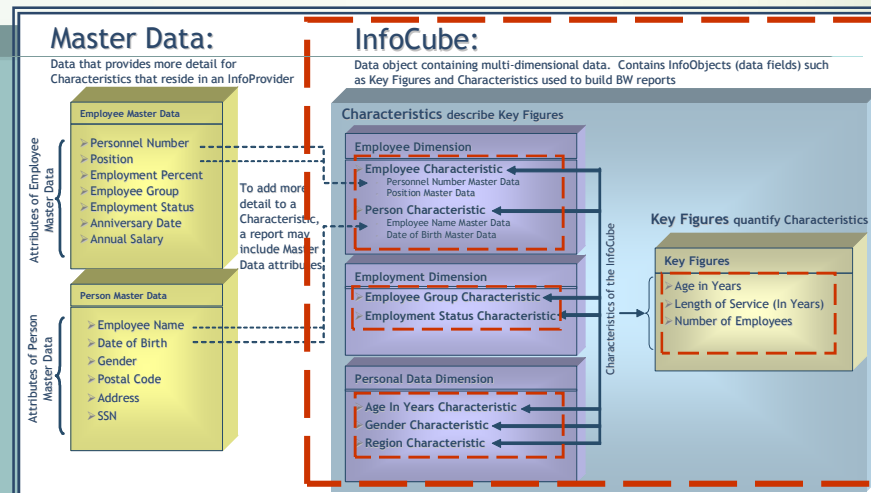 Master Data:
Data that provides more detail for
Characteristics that reside in an InfoProvider
Employee Master Data
Personnel Number
Position
Employment Percent
Employee Group
Employment Status
Anniversary Date
Annual Salary
Attributes of Employee
Master Data
To add more
detail to a
Characteristic,
a report may
include Master
Data attributes
Person Master Data
Employee Name
Date of Birth
Gender
Postal Code
Address
SSN
Attributes of Person
Master Data
InfoCube:
Data object containing multi-dimensional data. Contains InfoObjects (data fields) such
as Key Figures and Characteristics used to build BW reports
Characteristics describe Key Figures
Employee Dimension
Employee Characteristic
Personnel Number Master Data
Position Master Data
Person Characteristic
Employee Name Master Data
Date of Birth Master Data
Employment Dimension
Employee Group Characteristic
Employment Status Characteristic
Personal Data Dimension
Age In Years Characteristic
Gender Characteristic
Region Characteristic
Characteristics of the InfoCube
Key Figures quantify Characteristics
Key Figures
Age in Years
Length of Service (In Years)
Number of Employees